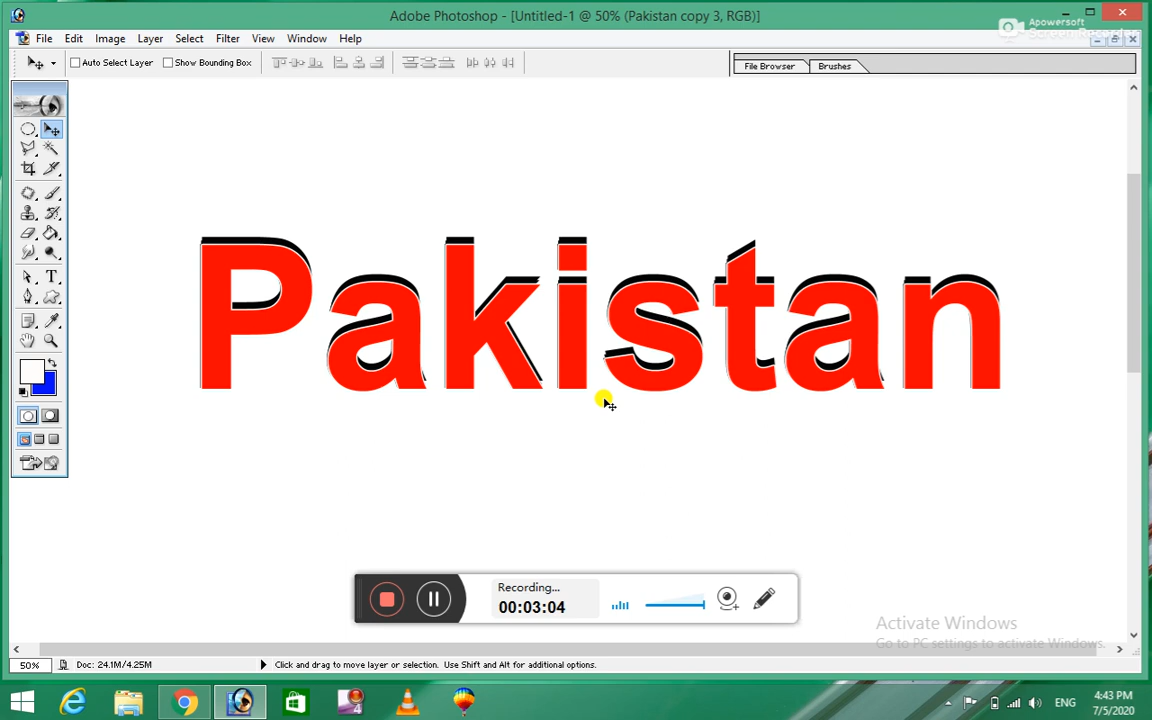 Adobe Photoshop - [Untitled-1 @ 50% (Pakistan copy 3, RGB)]
Apowersoft
Screen Recorder
File Edit Image Layer Select Filter View Window Help
Auto Select Layer Show Bounding Box
File Browser Brushes
Pakistan
Recording...
00:03:04
Activate Windows
Go to PC settings to activate Windows.
50% Doc: 24.1M/4.25M Click and drag to move layer or selection. Use Shift and Alt for additional options.
ENG
4:43 PM
7/5/2020